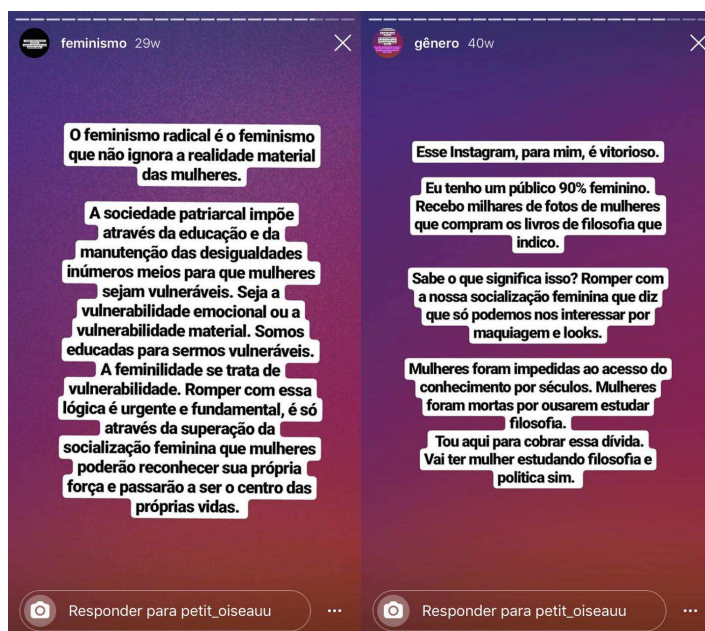 feminismo 29w
O feminismo radical é o feminismo
que não ignora a realidade material
das mulheres.
A sociedade patriarcal impõe
através da educação e da
manutenção das desigualdades
inúmeros meios para que mulheres
sejam vulneráveis. Seja a
vulnerabilidade emocional ou a
vulnerabilidade material. Somos
educadas para sermos vulneráveis.
A feminilidade se trata de
vulnerabilidade. Romper com essa
lógica é urgente e fundamental, é só
através da superação da
socialização feminina que mulheres
poderão reconhecer sua própria
força e passarão a ser o centro das
próprias vidas.
Responder para petit_oiseauu
gênero 40w
Esse Instagram, para mim, é vitorioso.
Eu tenho um público 90% feminino.
Recebo milhares de fotos de mulheres
que compram os livros de filosofia que
indico.
Sabe o que significa isso? Romper com
a nossa socialização feminina que diz
que só podemos nos interessar por
maquiagem e looks.
Mulheres foram impedidas ao acesso do
conhecimento por séculos. Mulheres
foram mortas por ousarem estudar
filosofia.
Tou aqui para cobrar essa dívida.
Vai ter mulher estudando filosofia e
politica sim.
Responder para petit_oiseauu